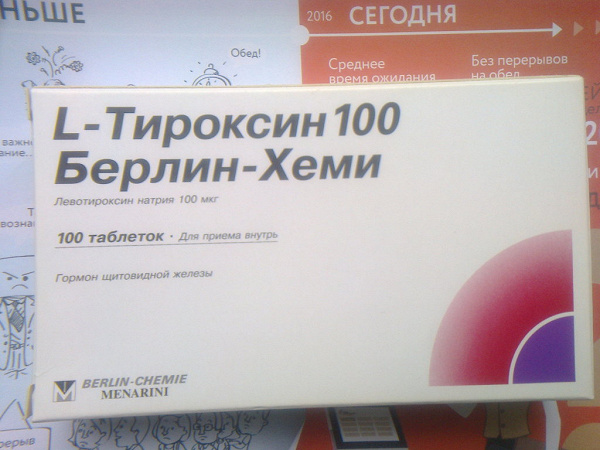 НЬШЕ
2016 СЕГОДНЯ
Обед!
Среднее
время ожидания
Без перерывов
на обед
L-Тироксин 100
Берлин-Хеми
Левотироксин натрия 100 мкг
100 таблеток · Для приема внутрь
Гормон щитовидной железы
BERLIN-CHEMIE
MENARINI